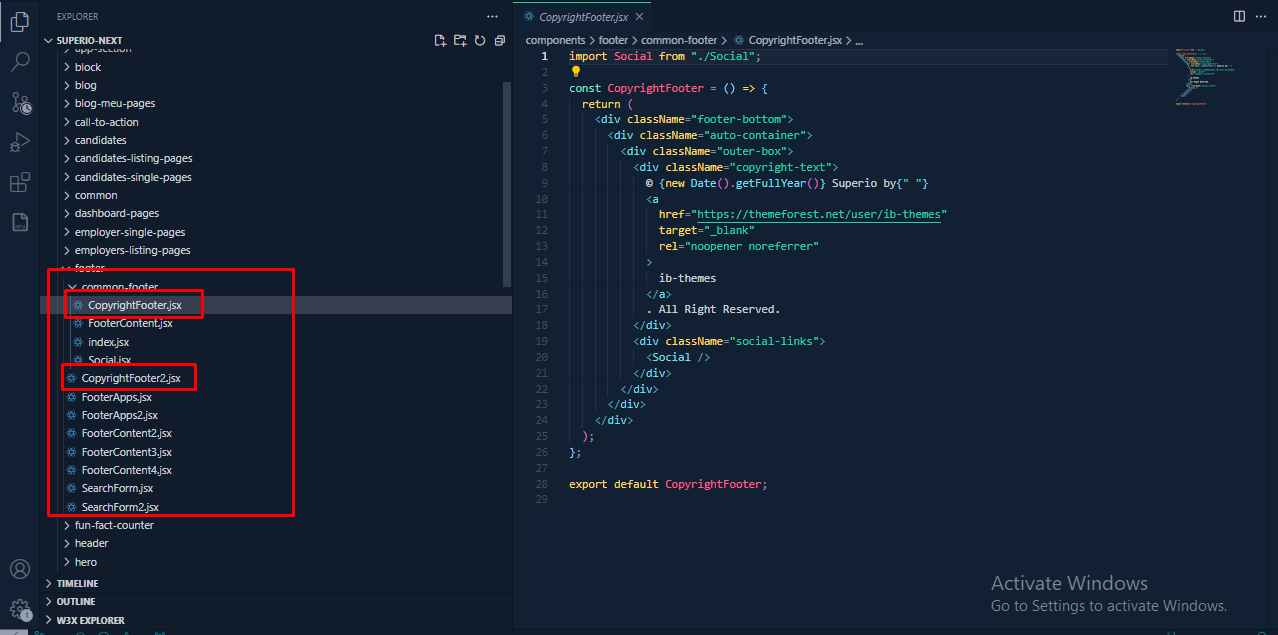 EXPLORER
SUPERIO-NEXT
app-section
block
blog
blog-meu-pages
call-to-action
candidates
candidates-listing-pages
candidates-single-pages
common
dashboard-pages
employer-single-pages
employers-listing-pages
footer
common-footer
CopyrightFooter.jsx
FooterContent.jsx
index.jsx
Social.jsx
CopyrightFooter2.jsx
FooterApps.jsx
FooterApps2.jsx
FooterContent2.jsx
FooterContent3.jsx
FooterContent4.jsx
SearchForm.jsx
SearchForm2.jsx
fun-fact-counter
header
hero
TIMELINE
OUTLINE
W3X EXPLORER
1
CopyrightFooter.jsx
components > footer > common-footer > CopyrightFooter.jsx > ...
1 import Social from "./Social";
2
3 const CopyrightFooter = () => {
4 return (
5 <div className="footer-bottom">
6 <div className="auto-container">
7 <div className="outer-box">
8 <div className="copyright-text">
9 © {new Date().getFullYear()} Superio by{" "}
10 <a
11 href="https://themeforest.net/user/ib-themes"
12 target="_blank"
13 rel="noopener noreferrer"
14 >
15 ib-themes
16 </a>
17 . All Right Reserved.
18 </div>
19 <div className="social-links">
20 <Social />
21 </div>
22 </div>
23 </div>
24 </div>
25 );
26 };
27
28 export default CopyrightFooter;
29
Activate Windows
Go to Settings to activate Windows.